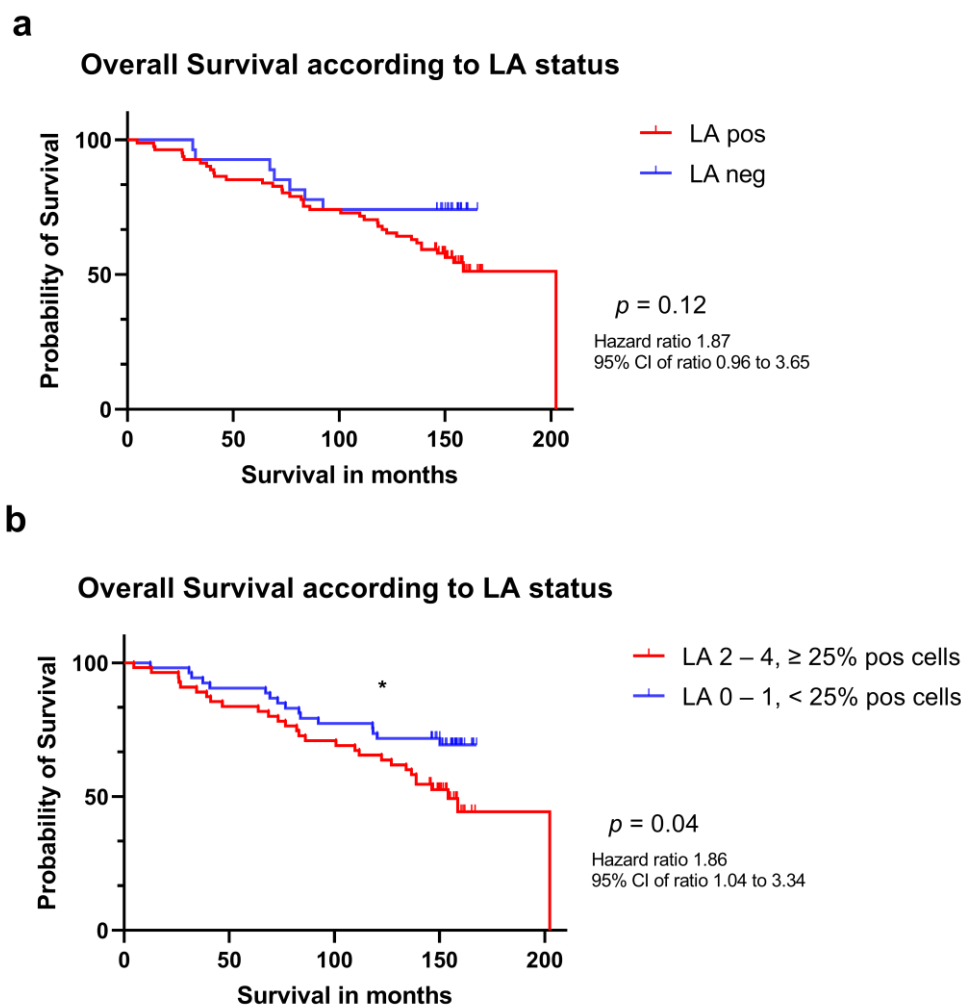 a
Overall Survival according to LA status
LA pos
LA neg
Probability of Survival
100
50
0
0 50 100 150 200
Survival in months
p = 0.12
Hazard ratio 1.87
95% CI of ratio 0.96 to 3.65
b
Overall Survival according to LA status
LA 2 – 4, ≥ 25% pos cells
LA 0 – 1, < 25% pos cells
Probability of Survival
100
50
0
*
0 50 100 150 200
Survival in months
p = 0.04
Hazard ratio 1.86
95% CI of ratio 1.04 to 3.34